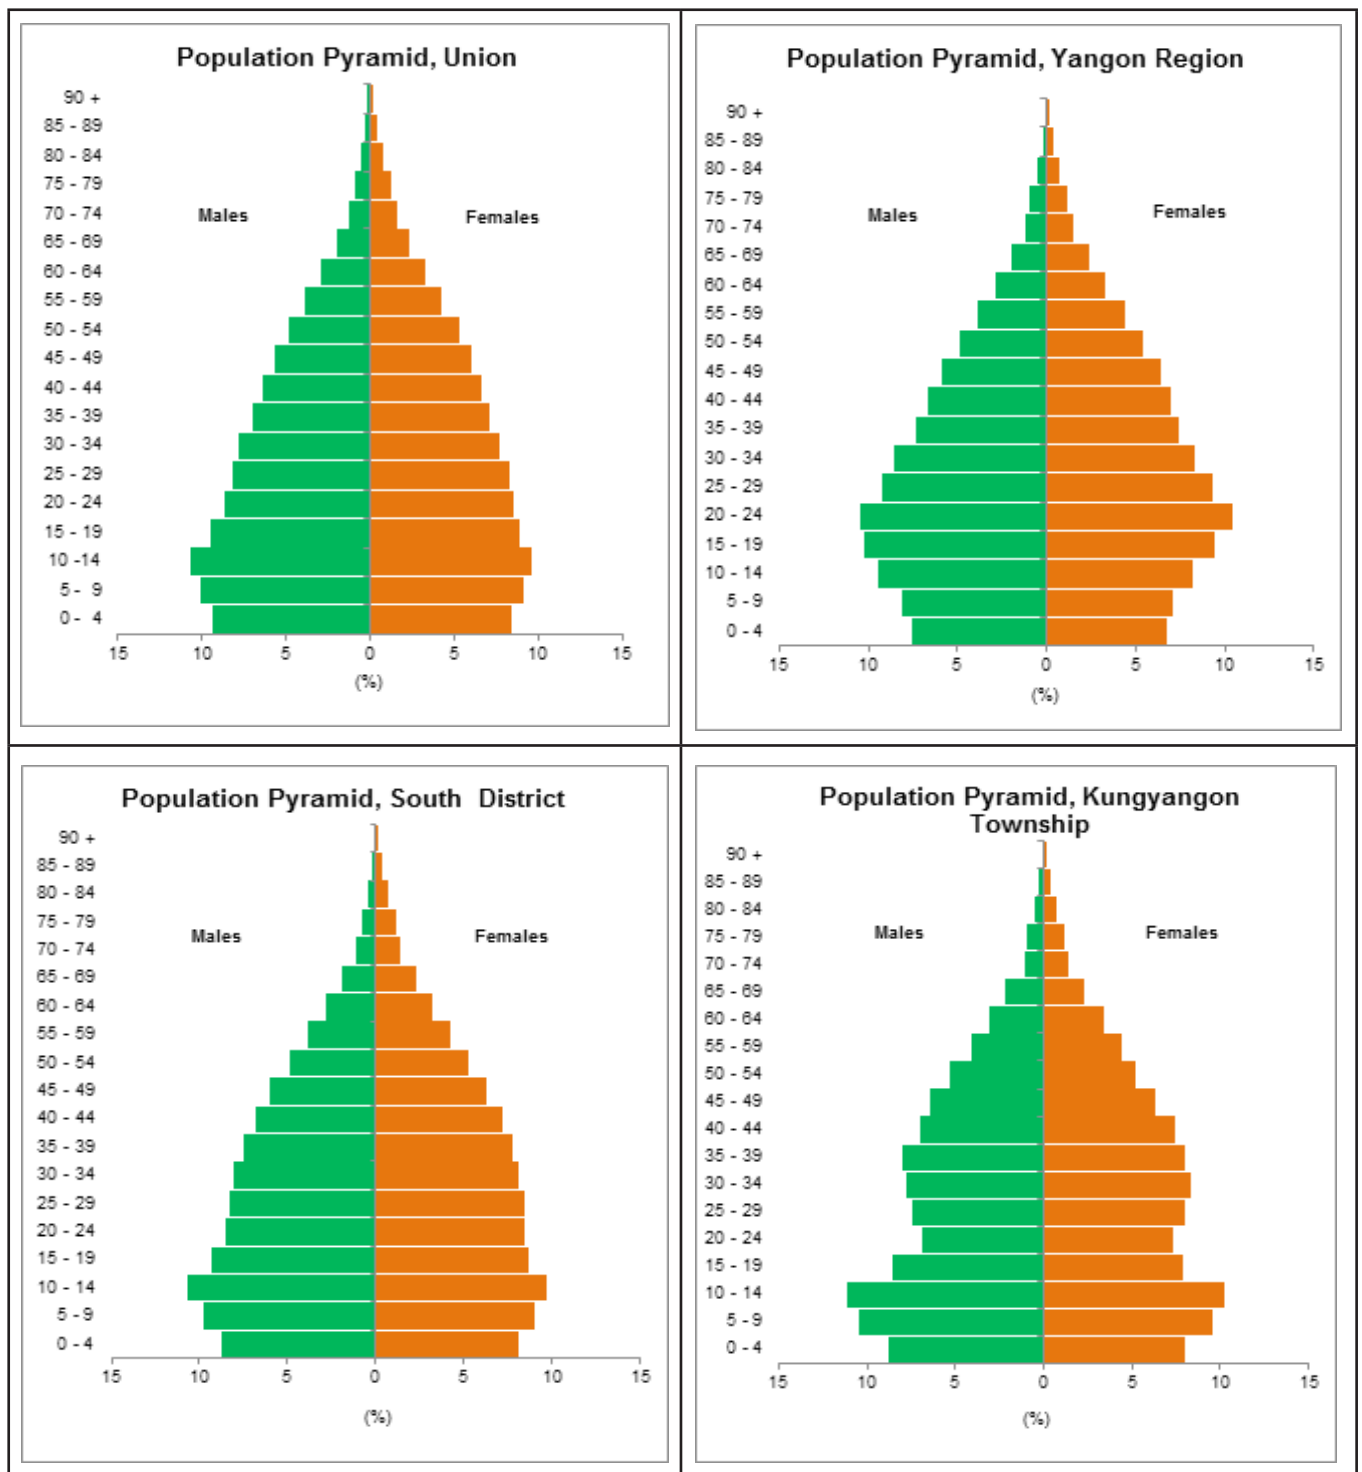 Population Pyramid, Union
90 +
85 - 89
80 - 84
75 - 79
70 - 74
65 - 69
60 - 64
55 - 59
50 - 54
45 - 49
40 - 44
35 - 39
30 - 34
25 - 29
20 - 24
15 - 19
10 -14
5 - 9
0 - 4
Males
Females
15 10 5 0 5 10 15
(%)
Population Pyramid, Yangon Region
90 +
85 - 89
80 - 84
75 - 79
70 - 74
65 - 69
60 - 64
55 - 59
50 - 54
45 - 49
40 - 44
35 - 39
30 - 34
25 - 29
20 - 24
15 - 19
10 - 14
5 - 9
0 - 4
Males
Females
15 10 5 0 5 10 15
(%)
Population Pyramid, South District
90 +
85 - 89
80 - 84
75 - 79
70 - 74
65 - 69
60 - 64
55 - 59
50 - 54
45 - 49
40 - 44
35 - 39
30 - 34
25 - 29
20 - 24
15 - 19
10 - 14
5 - 9
0 - 4
Males
Females
15 10 5 0 5 10 15
(%)
Population Pyramid, Kungyangon
Township
90 +
85 - 89
80 - 84
75 - 79
70 - 74
65 - 69
60 - 64
55 - 59
50 - 54
45 - 49
40 - 44
35 - 39
30 - 34
25 - 29
20 - 24
15 - 19
10 - 14
5 - 9
0 - 4
Males
Females
15 10 5 0 5 10 15
(%)